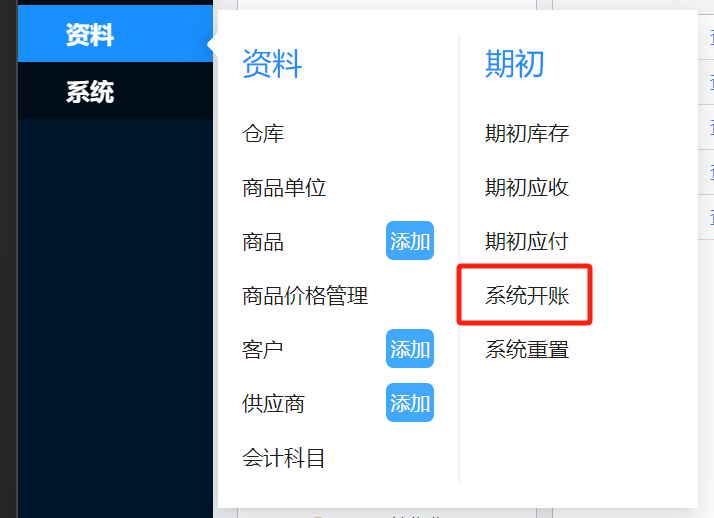 资料
系统
资料
仓库
商品单位
商品 添加
商品价格管理
客户 添加
供应商 添加
会计科目
期初
期初库存
期初应收
期初应付
系统开账
系统重置